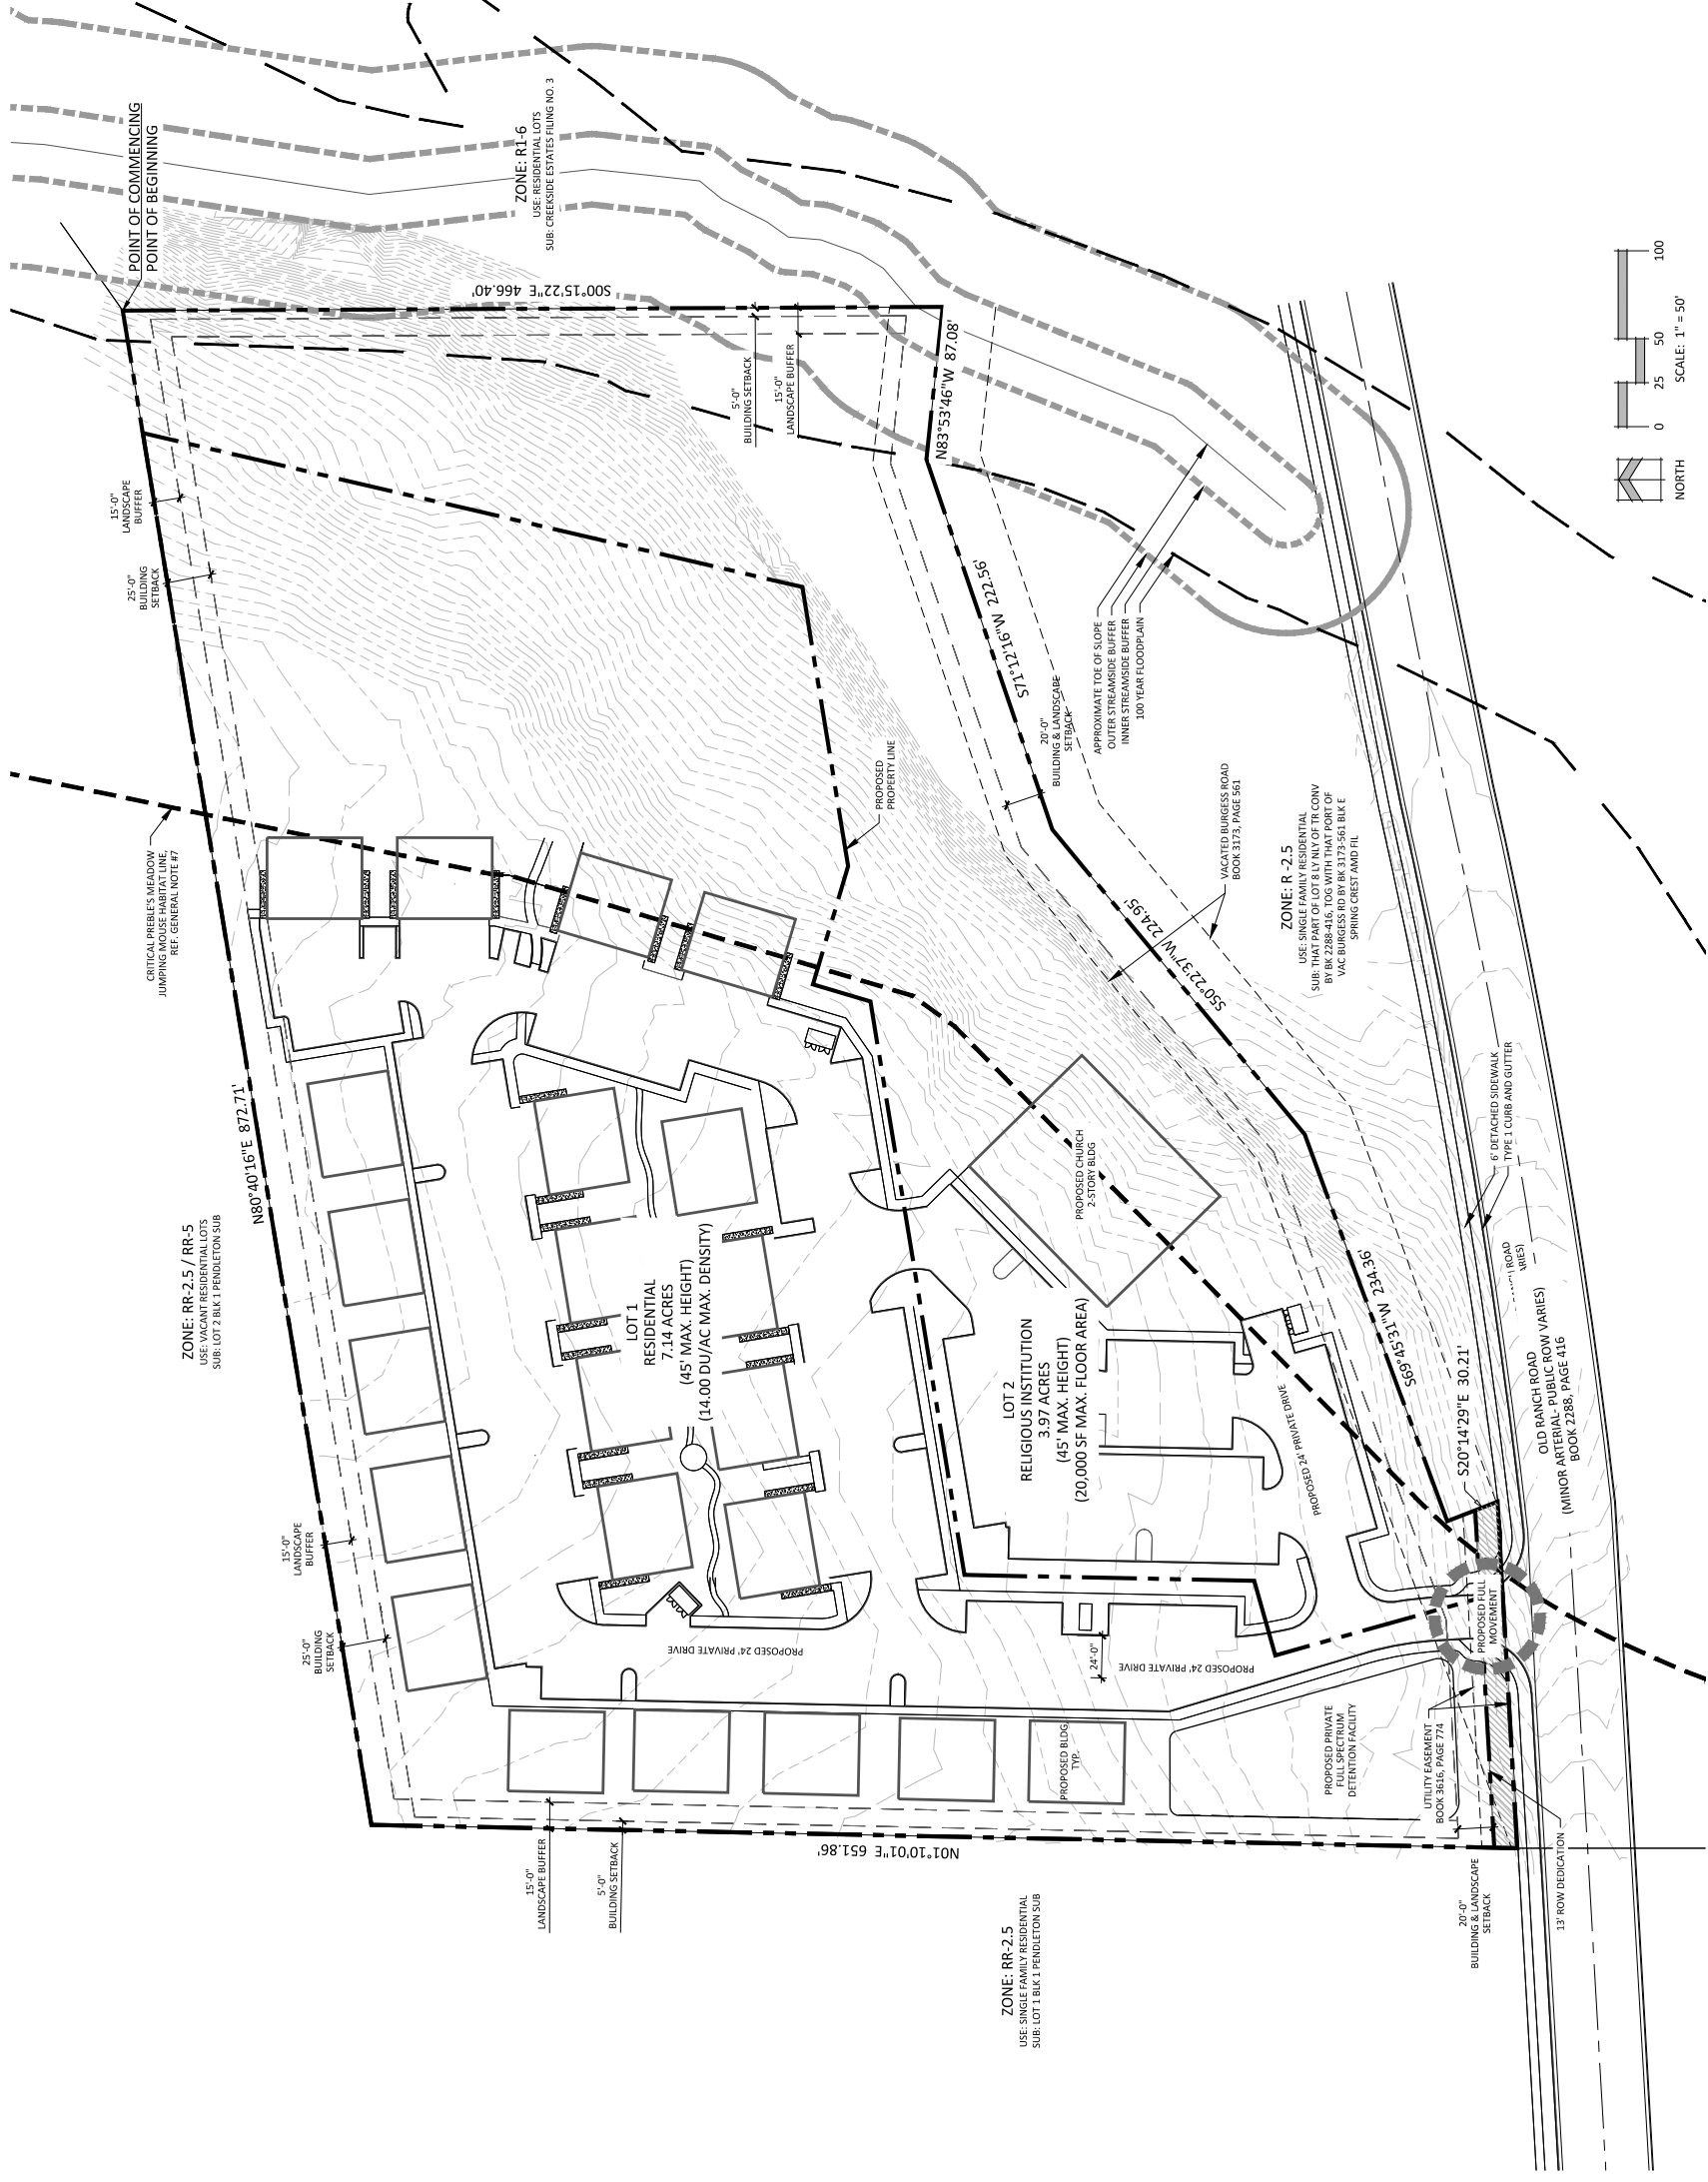 POINT OF COMMENCING
POINT OF BEGINNING
ZONE: R1-6
USE: RESIDENTIAL LOTS
SUB: CREEKSIDE ESTATES FILING NO. 3
S00°15'22"E 466.40'
15'-0"
LANDSCAPE
BUFFER
25'-0"
BUILDING
SETBACK
5'-0"
BUILDING SETBACK
15'-0"
LANDSCAPE BUFFER
N83°53'46"W 87.08'
S71°12'16"W 222.56'
20'-0"
BUILDING & LANDSCAPE
SETBACK
APPROXIMATE TOE OF SLOPE
OUTER STREAMSIDE BUFFER
INNER STREAMSIDE BUFFER
100 YEAR FLOODPLAIN
0 25 50 100
SCALE: 1" = 50'
NORTH
CRITICAL PREBLE'S MEADOW
JUMPING MOUSE HABITAT LINE,
REF. GENERAL NOTE #7
PROPOSED
PROPERTY LINE
VACATED BURGESS ROAD
BOOK 3173, PAGE 561
S50°22'37"W 224.95'
ZONE: R -2.5
USE: SINGLE FAMILY RESIDENTIAL
SUB: THAT PART OF LOT 8 LY NLY OF TR CONV
BY BK 2288-416, TOG WITH THAT PORT OF
VAC BURGESS RD BY BK 3173-561 BLK E
SPRING CREST AMD FIL
N80°40'16"E 872.71'
ZONE: RR-2.5 / RR-5
USE: VACANT RESIDENTIAL LOTS
SUB: LOT 2 BLK 1 PENDLETON SUB
LOT 1
RESIDENTIAL
7.14 ACRES
(45' MAX. HEIGHT)
(14.00 DU/AC MAX. DENSITY)
PROPOSED CHURCH
2-STORY BLDG
LOT 2
RELIGIOUS INSTITUTION
3.97 ACRES
(45' MAX. HEIGHT)
(20,000 SF MAX. FLOOR AREA)
PROPOSED 24' PRIVATE DRIVE
6' DETACHED SIDEWALK
TYPE 1 CURB AND GUTTER
S69°45'31"W 234.36'
S20°14'29"E 30.21'
OLD RANCH ROAD
(MINOR ARTERIAL- PUBLIC ROW VARIES)
BOOK 2288, PAGE 416
15'-0"
LANDSCAPE
BUFFER
25'-0"
BUILDING
SETBACK
PROPOSED 24' PRIVATE DRIVE
24'-0"
PROPOSED 24' PRIVATE DRIVE
PROPOSED FULL
MOVEMENT
PROPOSED BLDG,
TYP.
PROPOSED PRIVATE
FULL SPECTRUM
DETENTION FACILITY
UTILITY EASEMENT
BOOK 3616, PAGE 774
15'-0"
LANDSCAPE BUFFER
5'-0"
BUILDING SETBACK
N01°10'01"E 651.86'
ZONE: RR-2.5
USE: SINGLE FAMILY RESIDENTIAL
SUB: LOT 1 BLK 1 PENDLETON SUB
20'-0"
BUILDING & LANDSCAPE
SETBACK
13' ROW DEDICATION